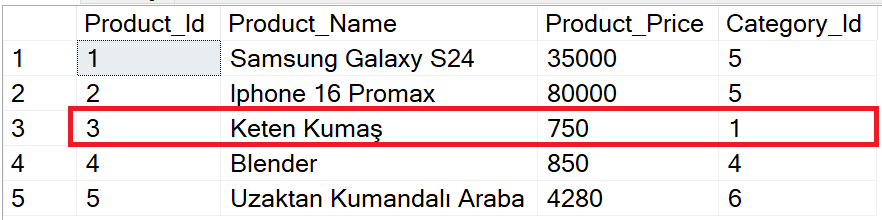 Product_Id Product_Name Product_Price Category_Id
1 1 Samsung Galaxy S24 35000 5
2 2 Iphone 16 Promax 80000 5
3 3 Keten Kumaş 750 1
4 4 Blender 850 4
5 5 Uzaktan Kumandalı Araba 4280 6